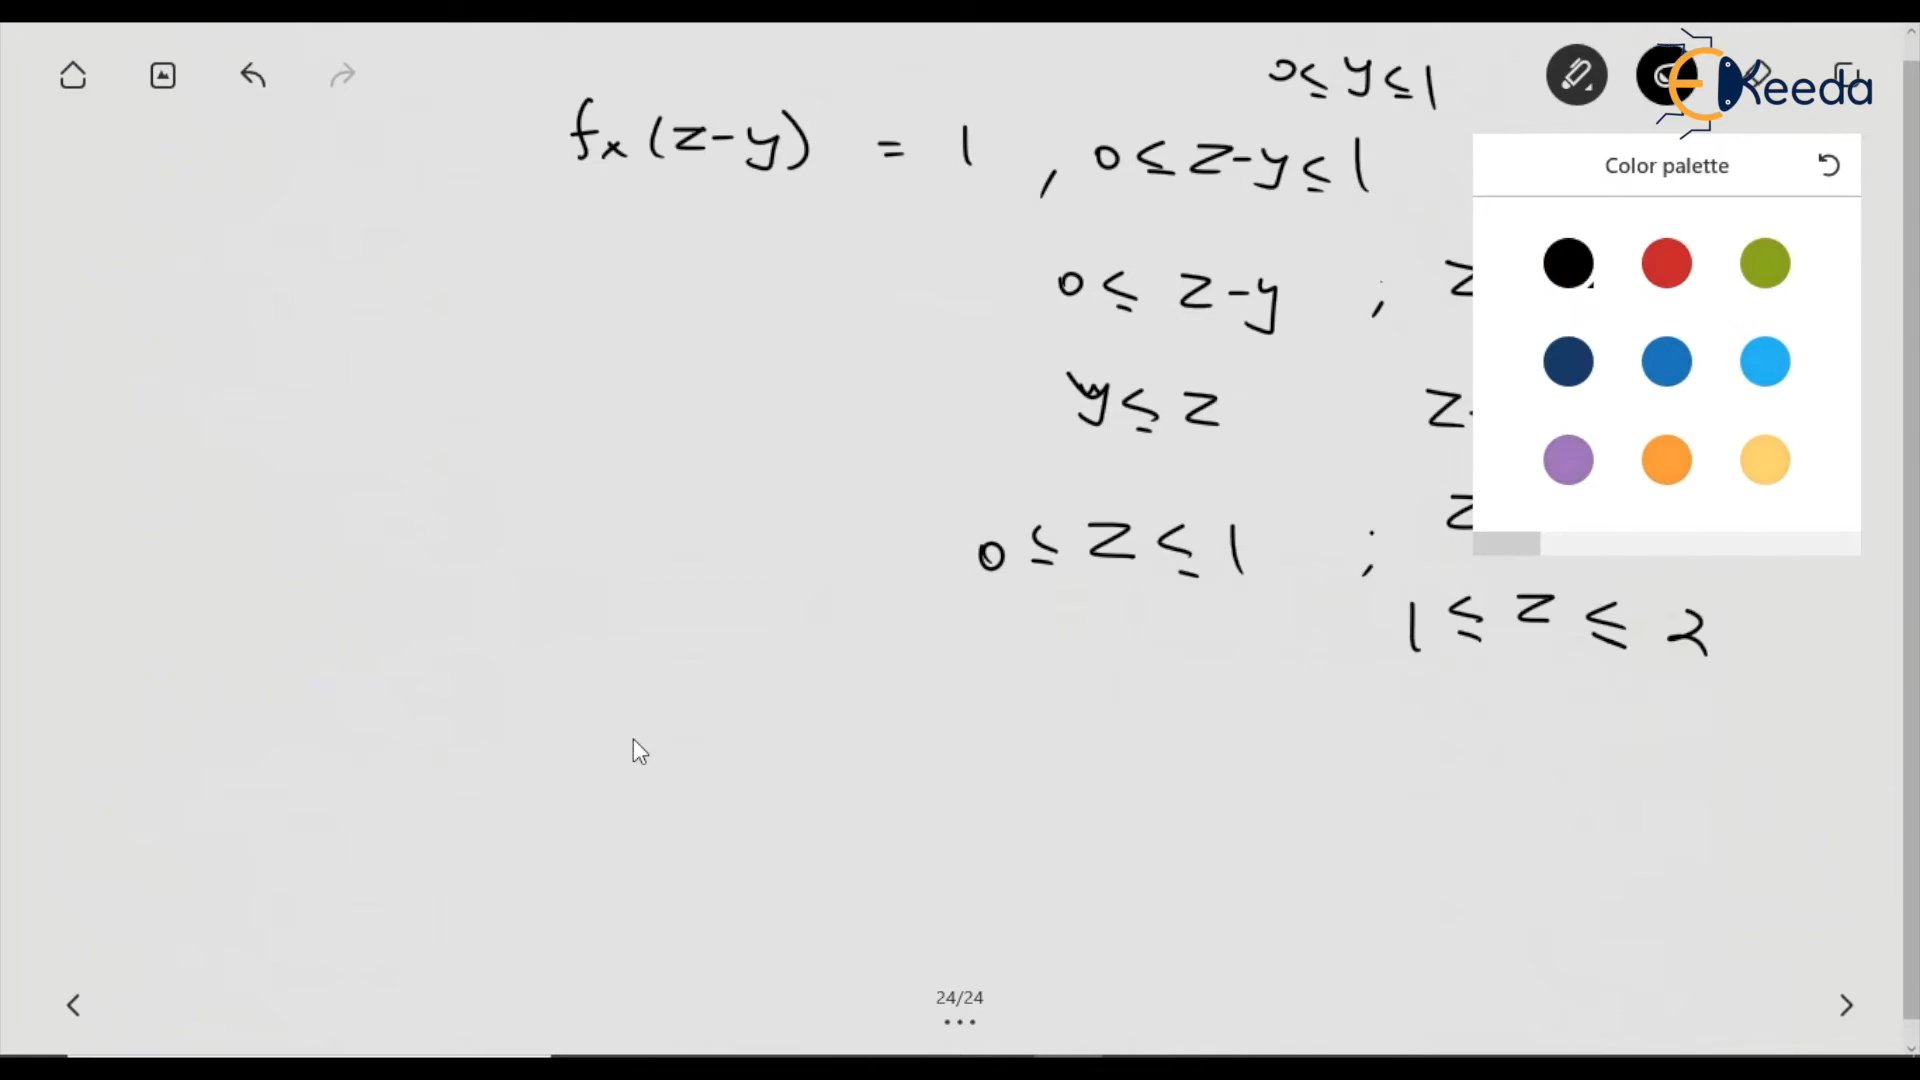 0 ≤ y ≤ 1
Keeda
fx (z-y) = 1 , 0 ≤ z-y ≤ 1
Color palette
0 ≤ z-y ; z
y ≤ z z-
0 ≤ z ≤ 1 ; z
1 ≤ z ≤ 2
24/24